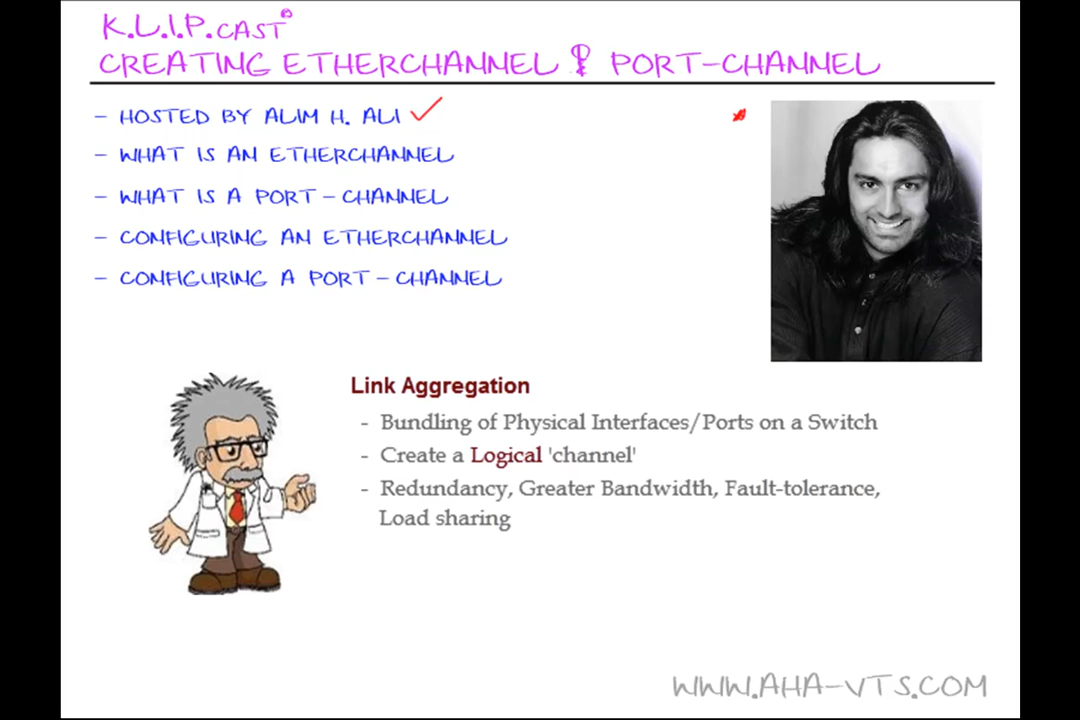 K.L.I.P.CAST
CREATING ETHERCHANNEL & PORT-CHANNEL
- HOSTED BY ALIM H. ALI ✓
- WHAT IS AN ETHERCHANNEL
- WHAT IS A PORT-CHANNEL
- CONFIGURING AN ETHERCHANNEL
- CONFIGURING A PORT-CHANNEL
Link Aggregation
- Bundling of Physical Interfaces/Ports on a Switch
- Create a Logical 'channel'
- Redundancy, Greater Bandwidth, Fault-tolerance,
Load sharing
WWW.AHA-VTS.COM